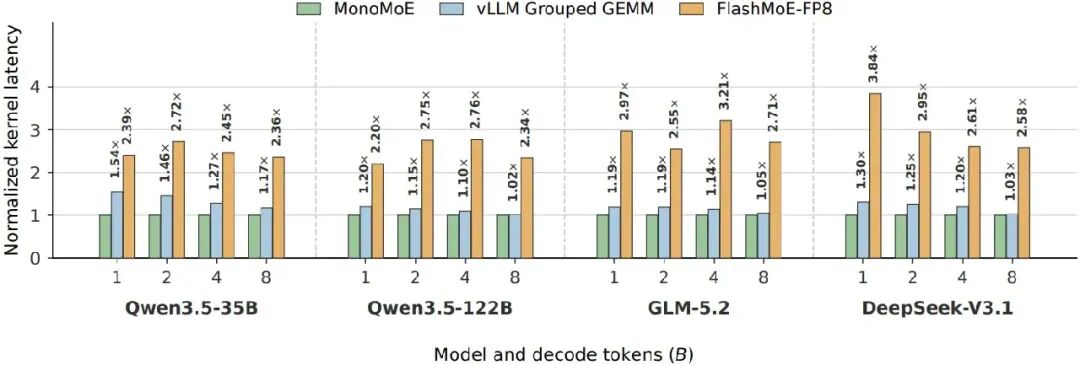 MonoMoE vLLM Grouped GEMM FlashMoE-FP8
Normalized kernel latency
4
3
2
1
0
1.54× 2.39× 1.46× 2.72× 1.27× 2.45× 1.17× 2.36×
1.20× 2.20× 1.15× 2.75× 1.10× 2.76× 1.02× 2.34×
1.19× 2.97× 1.19× 2.55× 1.14× 3.21× 1.05× 2.71×
1.30× 3.84× 1.25× 2.95× 1.20× 2.61× 1.03× 2.58×
1 2 4 8 1 2 4 8 1 2 4 8 1 2 4 8
Qwen3.5-35B Qwen3.5-122B GLM-5.2 DeepSeek-V3.1
Model and decode tokens (B)